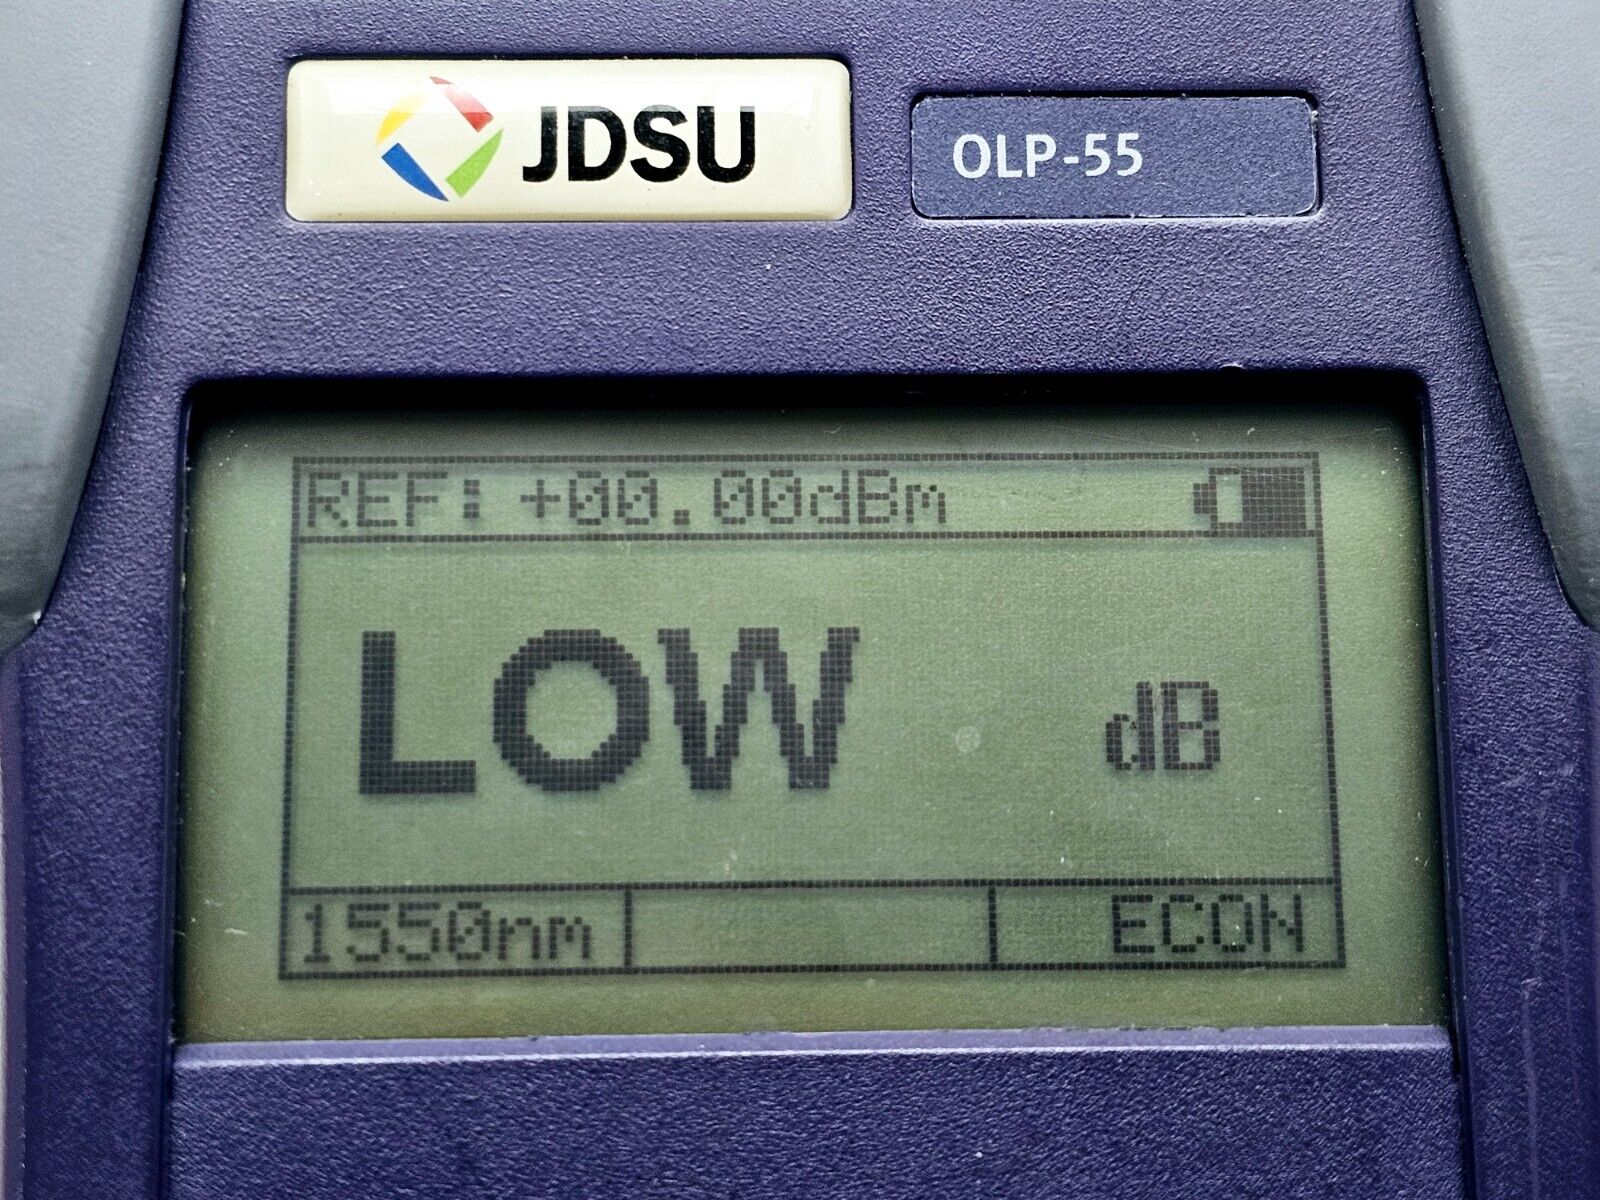 JDSU
OLP-55
REF: +00.00dBm
LOW dB
1550nm ECON